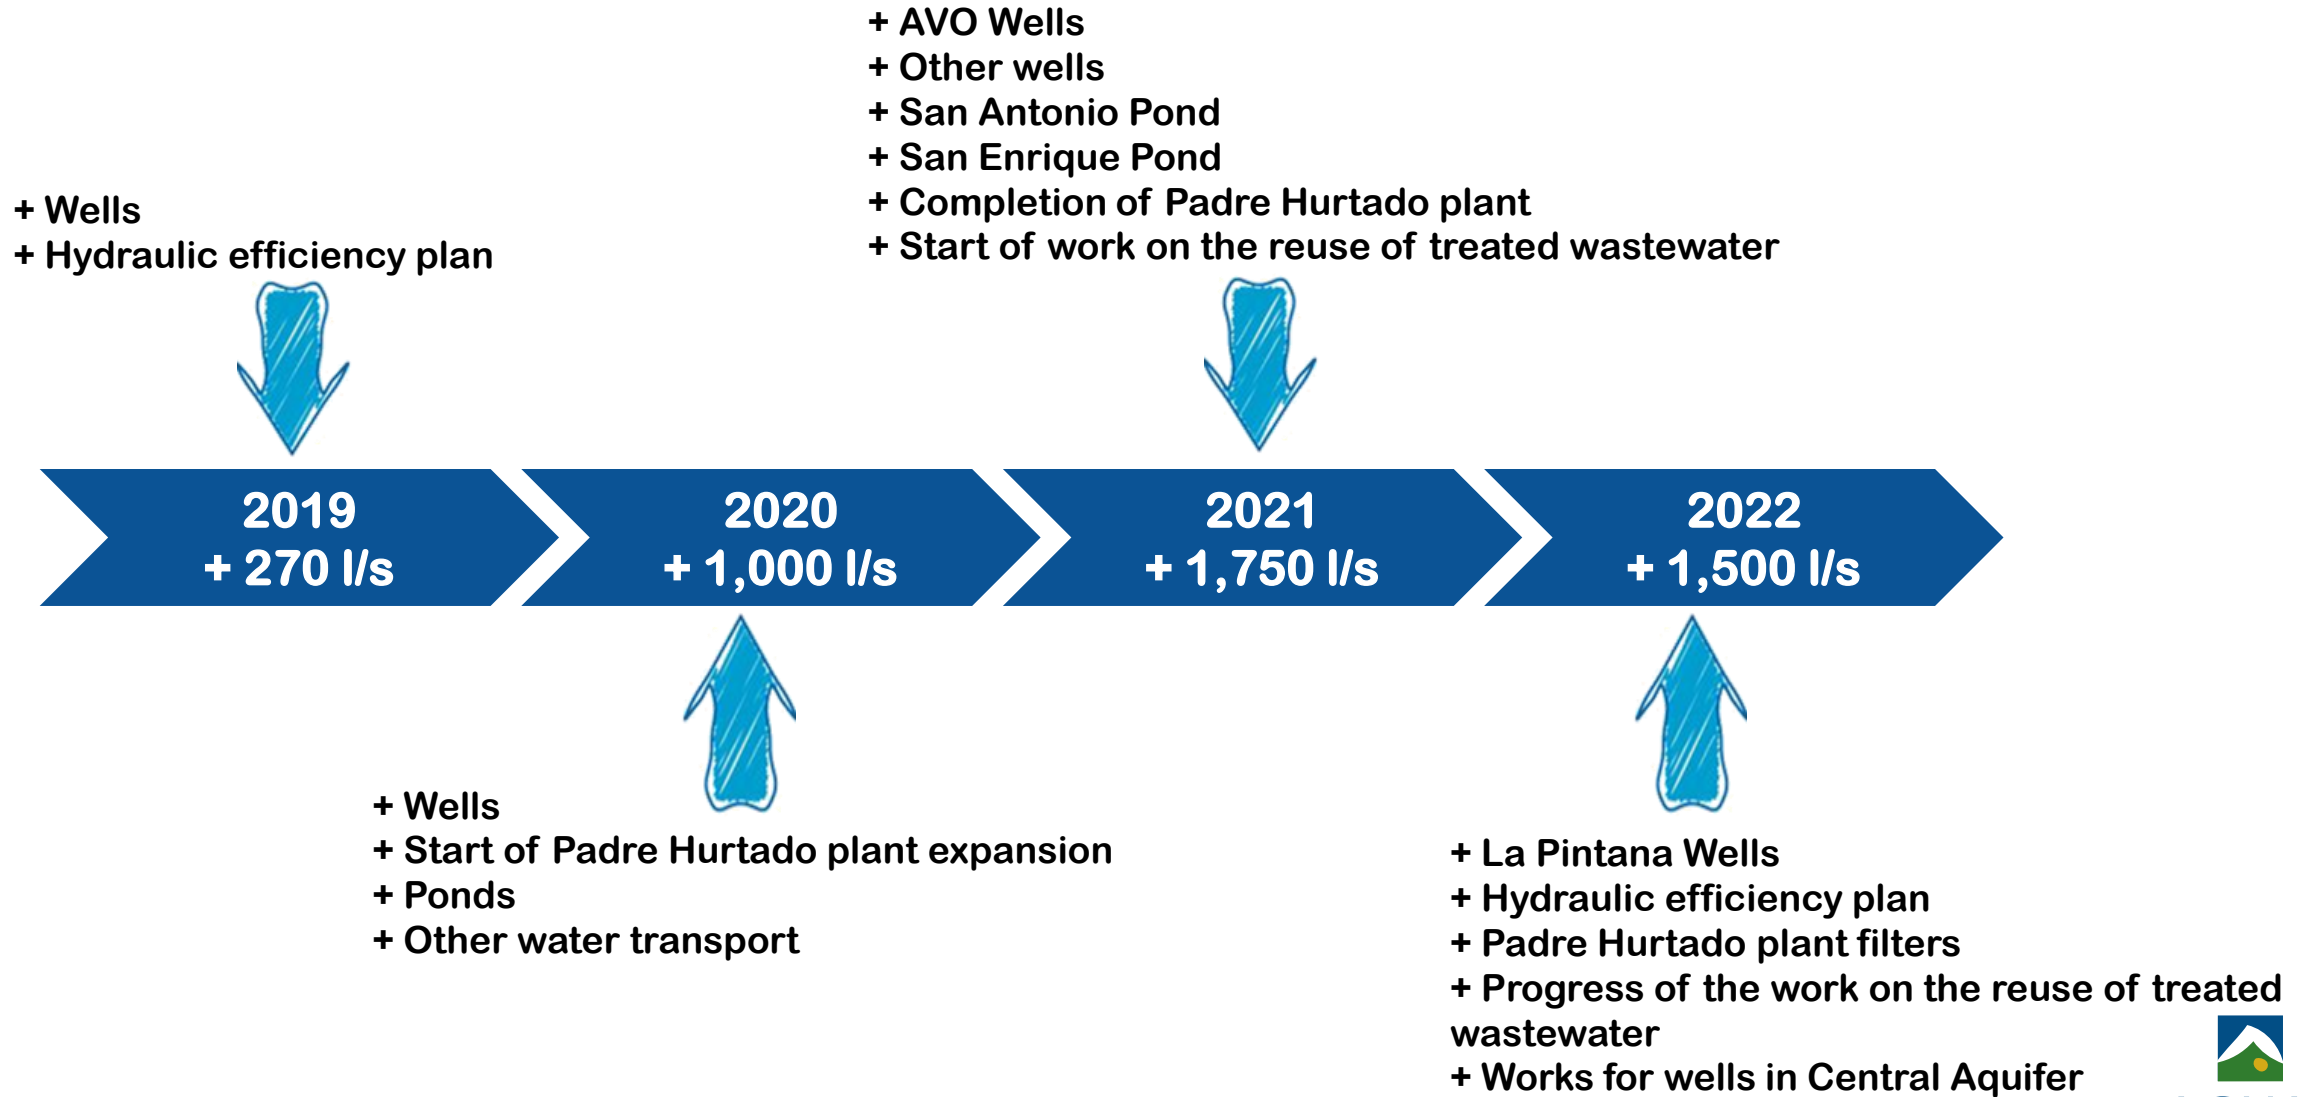 + AVO Wells
+ Other wells
+ San Antonio Pond
+ San Enrique Pond
+ Completion of Padre Hurtado plant
+ Start of work on the reuse of treated wastewater
+ Wells
+ Hydraulic efficiency plan
2019
+ 270 l/s
2020
+ 1,000 l/s
2021
+ 1,750 l/s
2022
+ 1,500 l/s
+ Wells
+ Start of Padre Hurtado plant expansion
+ Ponds
+ Other water transport
+ La Pintana Wells
+ Hydraulic efficiency plan
+ Padre Hurtado plant filters
+ Progress of the work on the reuse of treated
wastewater
+ Works for wells in Central Aquifer